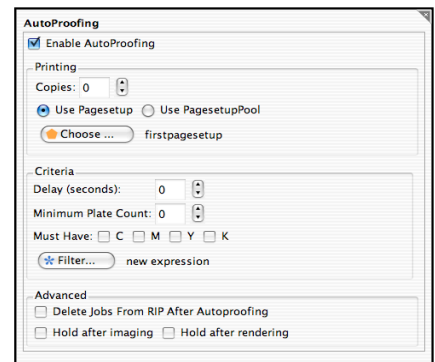 AutoProofing
Enable AutoProofing
Printing
Copies: 0
Use Pagesetup Use PagesetupPool
Choose ... firstpagesetup
Criteria
Delay (seconds): 0
Minimum Plate Count: 0
Must Have: C M Y K
Filter... new expression
Advanced
Delete Jobs From RIP After Autoproofing
Hold after imaging Hold after rendering